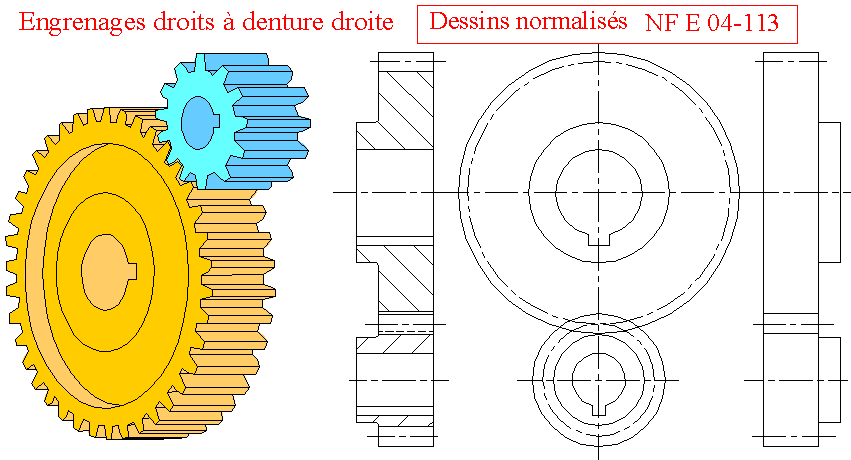 Engrenages droits à denture droite
Dessins normalisés NF E 04-113